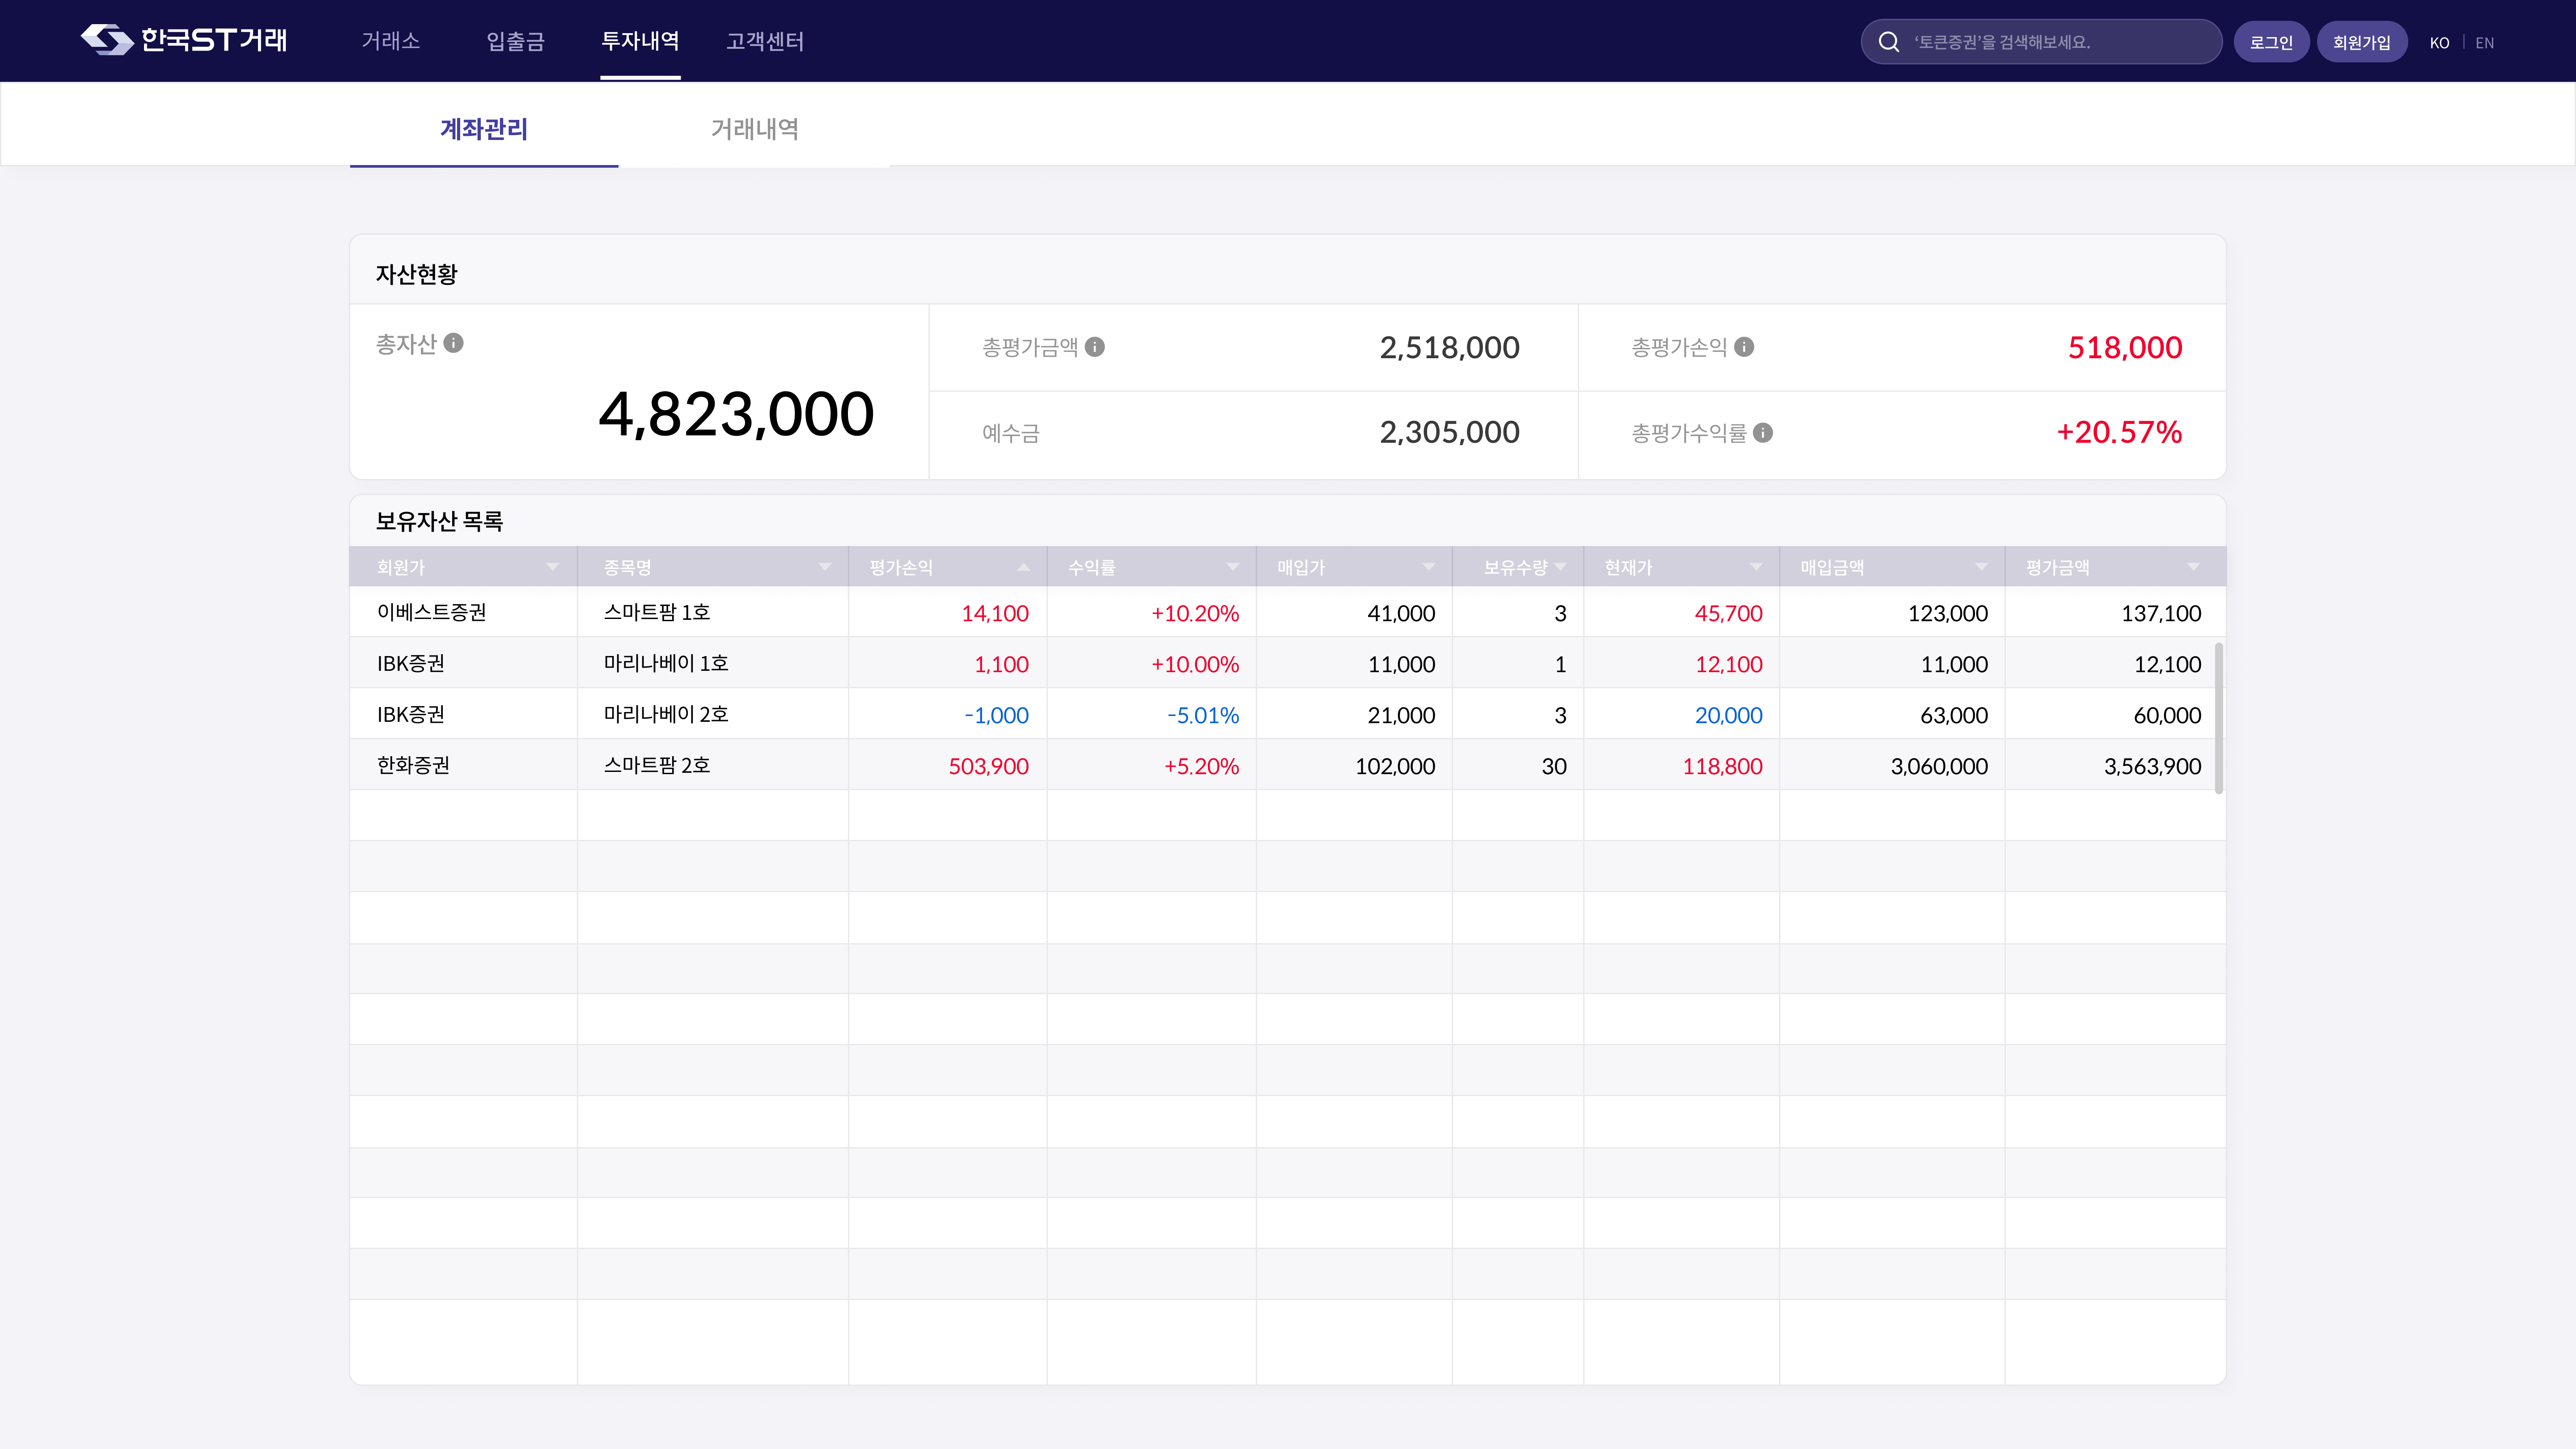 한국ST거래 거래소 입출금 투자내역 고객센터 ‘토큰증권’을 검색해보세요. 로그인 회원가입 KO EN
계좌관리 거래내역
자산현황
총자산 총평가금액 2,518,000 총평가손익 518,000
4,823,000
예수금 2,305,000 총평가수익률 +20.57%
보유자산 목록
회원가 종목명 평가손익 수익률 매입가 보유수량 현재가 매입금액 평가금액
이베스트증권 스마트팜 1호 14,100 +10.20% 41,000 3 45,700 123,000 137,100
IBK증권 마리나베이 1호 1,100 +10.00% 11,000 1 12,100 11,000 12,100
IBK증권 마리나베이 2호 -1,000 -5.01% 21,000 3 20,000 63,000 60,000
한화증권 스마트팜 2호 503,900 +5.20% 102,000 30 118,800 3,060,000 3,563,900